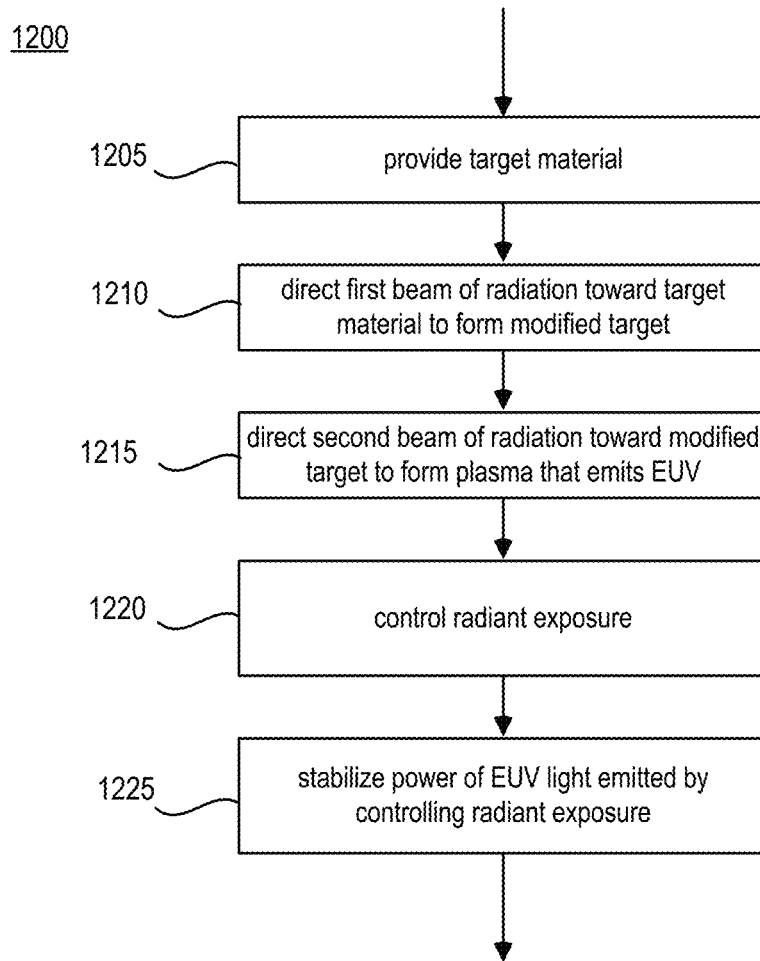 1200
1205
provide target material
1210
direct first beam of radiation toward target
material to form modified target
1215
direct second beam of radiation toward modified
target to form plasma that emits EUV
1220
control radiant exposure
1225
stabilize power of EUV light emitted by
controlling radiant exposure